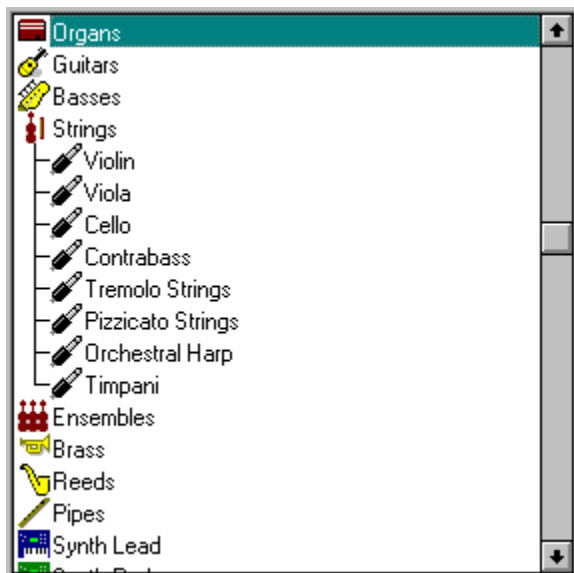 Organs
Guitars
Basses
Strings
Violin
Viola
Cello
Contrabass
Tremolo Strings
Pizzicato Strings
Orchestral Harp
Timpani
Ensembles
Brass
Reeds
Pipes
Synth Lead